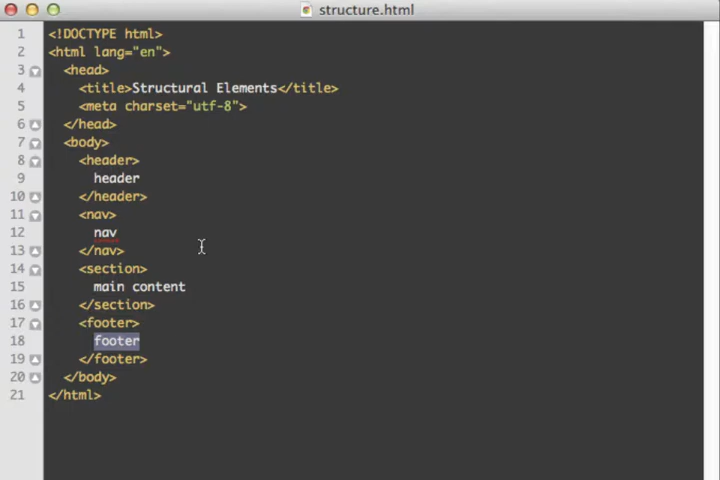 structure.html
1 <!DOCTYPE html>
2 <html lang="en">
3 <head>
4 <title>Structural Elements</title>
5 <meta charset="utf-8">
6 </head>
7 <body>
8 <header>
9 header
10 </header>
11 <nav>
12 nav
13 </nav>
14 <section>
15 main content
16 </section>
17 <footer>
18 footer
19 </footer>
20 </body>
21 </html>